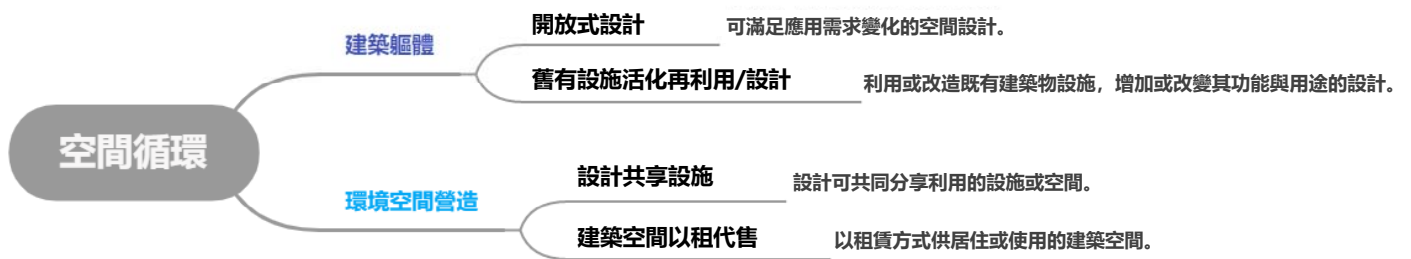 空間循環
建築軀體
開放式設計
可滿足應用需求變化的空間設計。
舊有設施活化再利用/設計
利用或改造既有建築物設施，增加或改變其功能與用途的設計。
環境空間營造
設計共享設施
設計可共同分享利用的設施或空間。
建築空間以租代售
以租賃方式供居住或使用的建築空間。